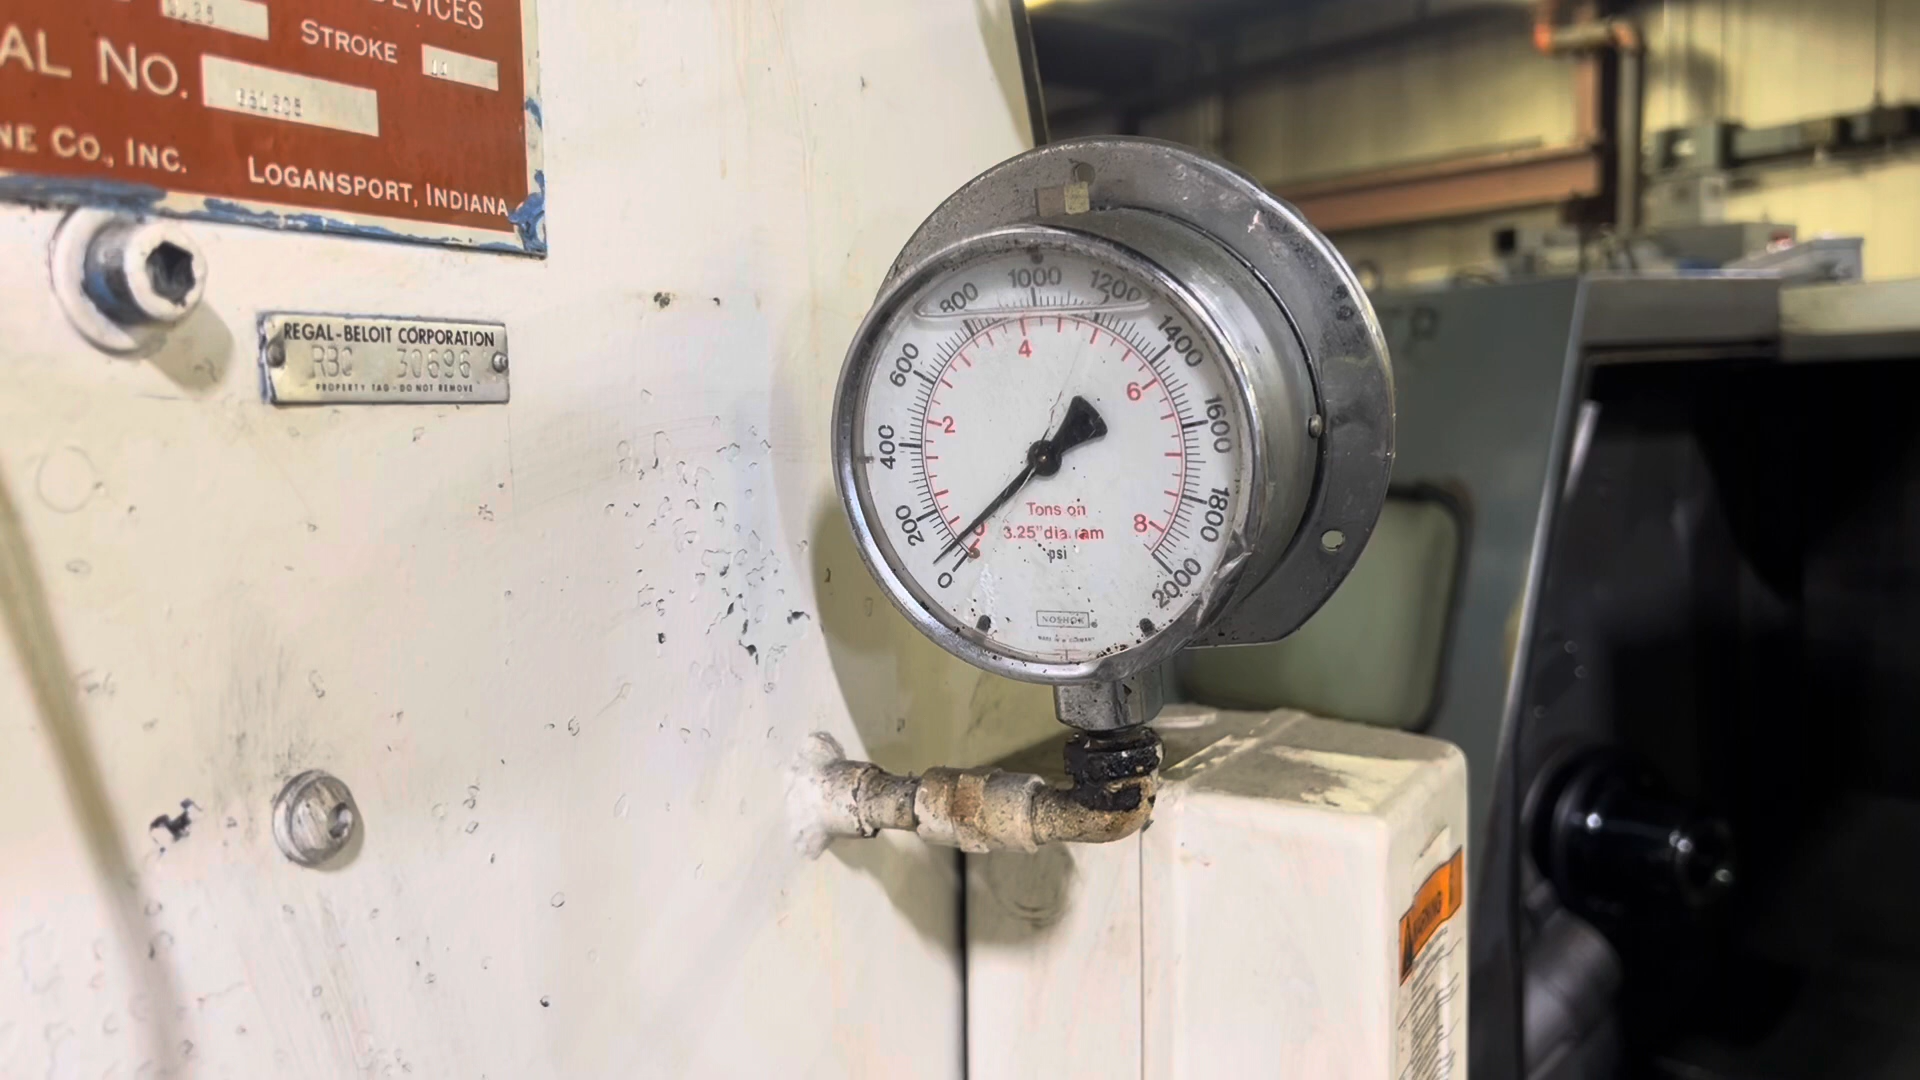 DEVICES
STROKE 11
AL NO.
NE CO., INC. LOGANSPORT, INDIANA
REGAL-BELOIT CORPORATION
RBC 30696
PROPERTY TAG - DO NOT REMOVE
0
200
400
600
800
1000
1200
1400
1600
1800
2000
0
2
4
6
8
Tons on
3.25" dia. ram
psi
NOSHOK
WARNING